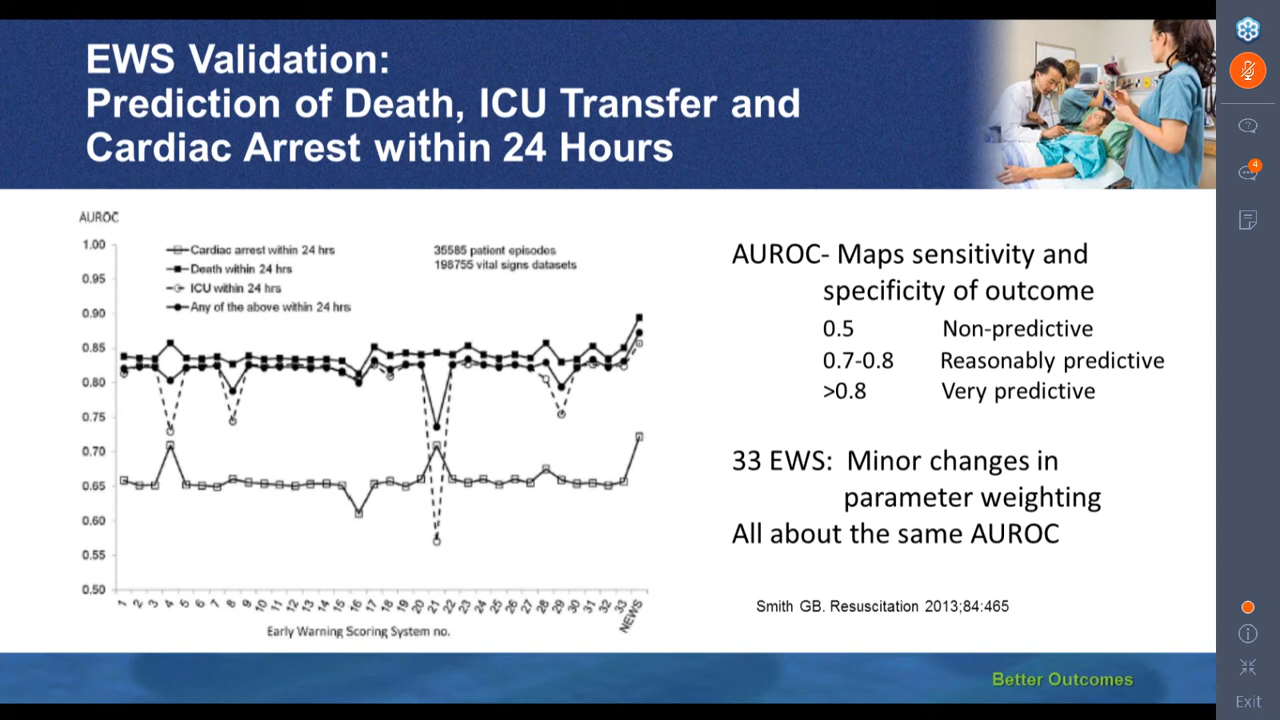 EWS Validation:
Prediction of Death, ICU Transfer and
Cardiac Arrest within 24 Hours
AUROC
1.00
0.95
0.90
0.85
0.80
0.75
0.70
0.65
0.60
0.55
0.50
Cardiac arrest within 24 hrs
Death within 24 hrs
ICU within 24 hrs
Any of the above within 24 hrs
35585 patient episodes
198755 vital signs datasets
1 2 3 4 5 6 7 8 9 10 11 12 13 14 15 16 17 18 19 20 21 22 23 24 25 26 27 28 29 30 31 32 33 NEWS
Early Warning Scoring System no.
AUROC- Maps sensitivity and
specificity of outcome
0.5 Non-predictive
0.7-0.8 Reasonably predictive
>0.8 Very predictive
33 EWS: Minor changes in
parameter weighting
All about the same AUROC
Smith GB. Resuscitation 2013;84:465
Better Outcomes
?
4
Exit